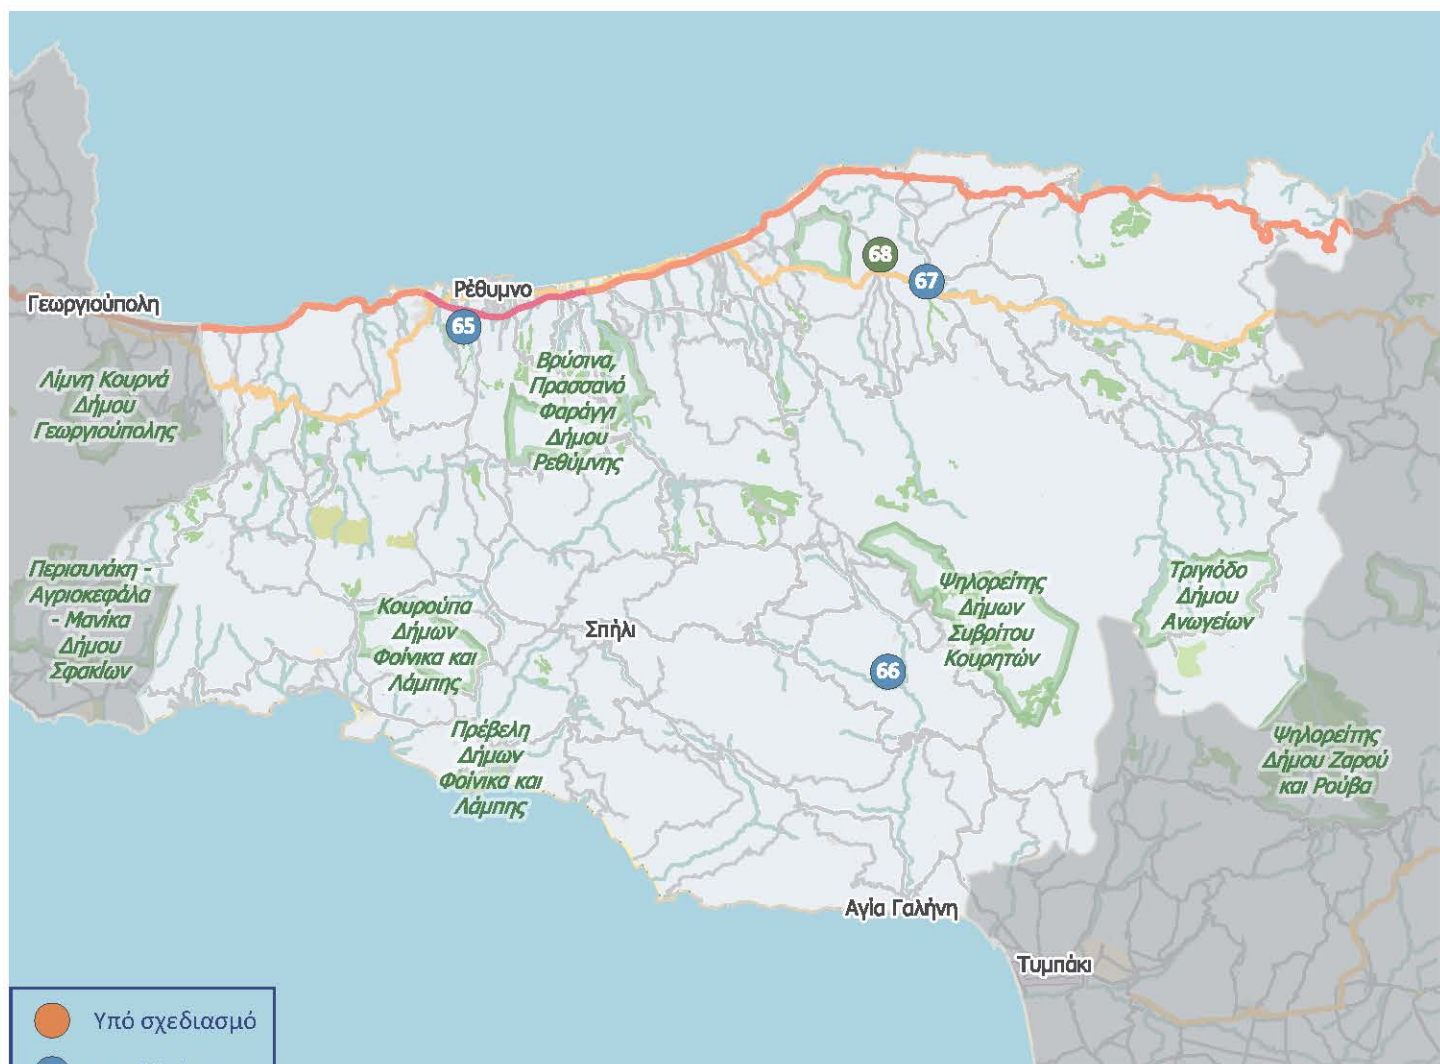 68
67
Ρέθυμνο
Γεωργιούπολη
65
Βρύσινα,
Πρασσανό
Φαράγγι
Δήμου
Ρεθύμνης
Λίμνη Κουρνά
Δήμου
Γεωργιούπολης
Περισυνάκη -
Αγριοκεφάλα
- Μανίκα
Δήμου
Σφακίων
Κουρούπα
Δήμων
Φοίνικα και
Λάμπης
Σπήλι
Ψηλορείτης
Δήμων
Συβρίτου
Κουρητών
Τριγιόδο
Δήμου
Ανωγείων
66
Πρέβελη
Δήμων
Φοίνικα και
Λάμπης
Ψηλορείτης
Δήμου Ζαρού
και Ρούβα
Αγία Γαλήνη
Τυμπάκι
Υπό σχεδιασμό